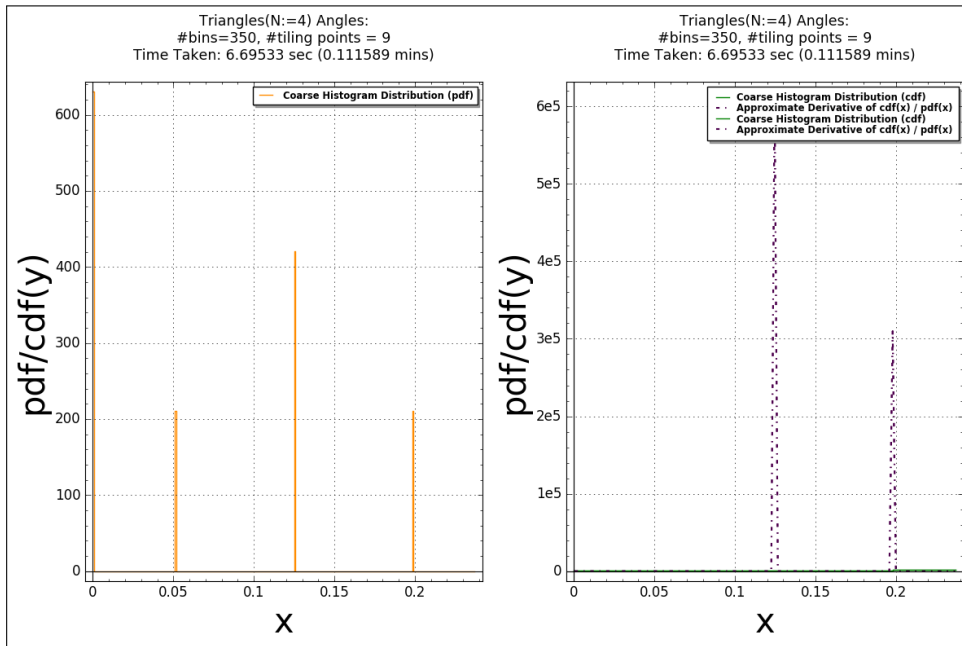 Triangles(N:=4) Angles:
#bins=350, #tiling points = 9
Time Taken: 6.69533 sec (0.111589 mins)
Coarse Histogram Distribution (pdf)
pdf/cdf(y)
600
500
400
300
200
100
0
0
0.05
0.1
0.15
0.2
x
Triangles(N:=4) Angles:
#bins=350, #tiling points = 9
Time Taken: 6.69533 sec (0.111589 mins)
Coarse Histogram Distribution (cdf)
Approximate Derivative of cdf(x) / pdf(x)
Coarse Histogram Distribution (cdf)
Approximate Derivative of cdf(x) / pdf(x)
pdf/cdf(y)
6e5
5e5
4e5
3e5
2e5
1e5
0
0
0.05
0.1
0.15
0.2
x